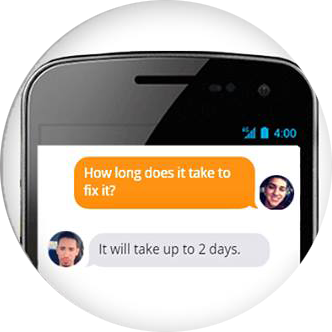 4G 4:00
How long does it take to
fix it?
It will take up to 2 days.